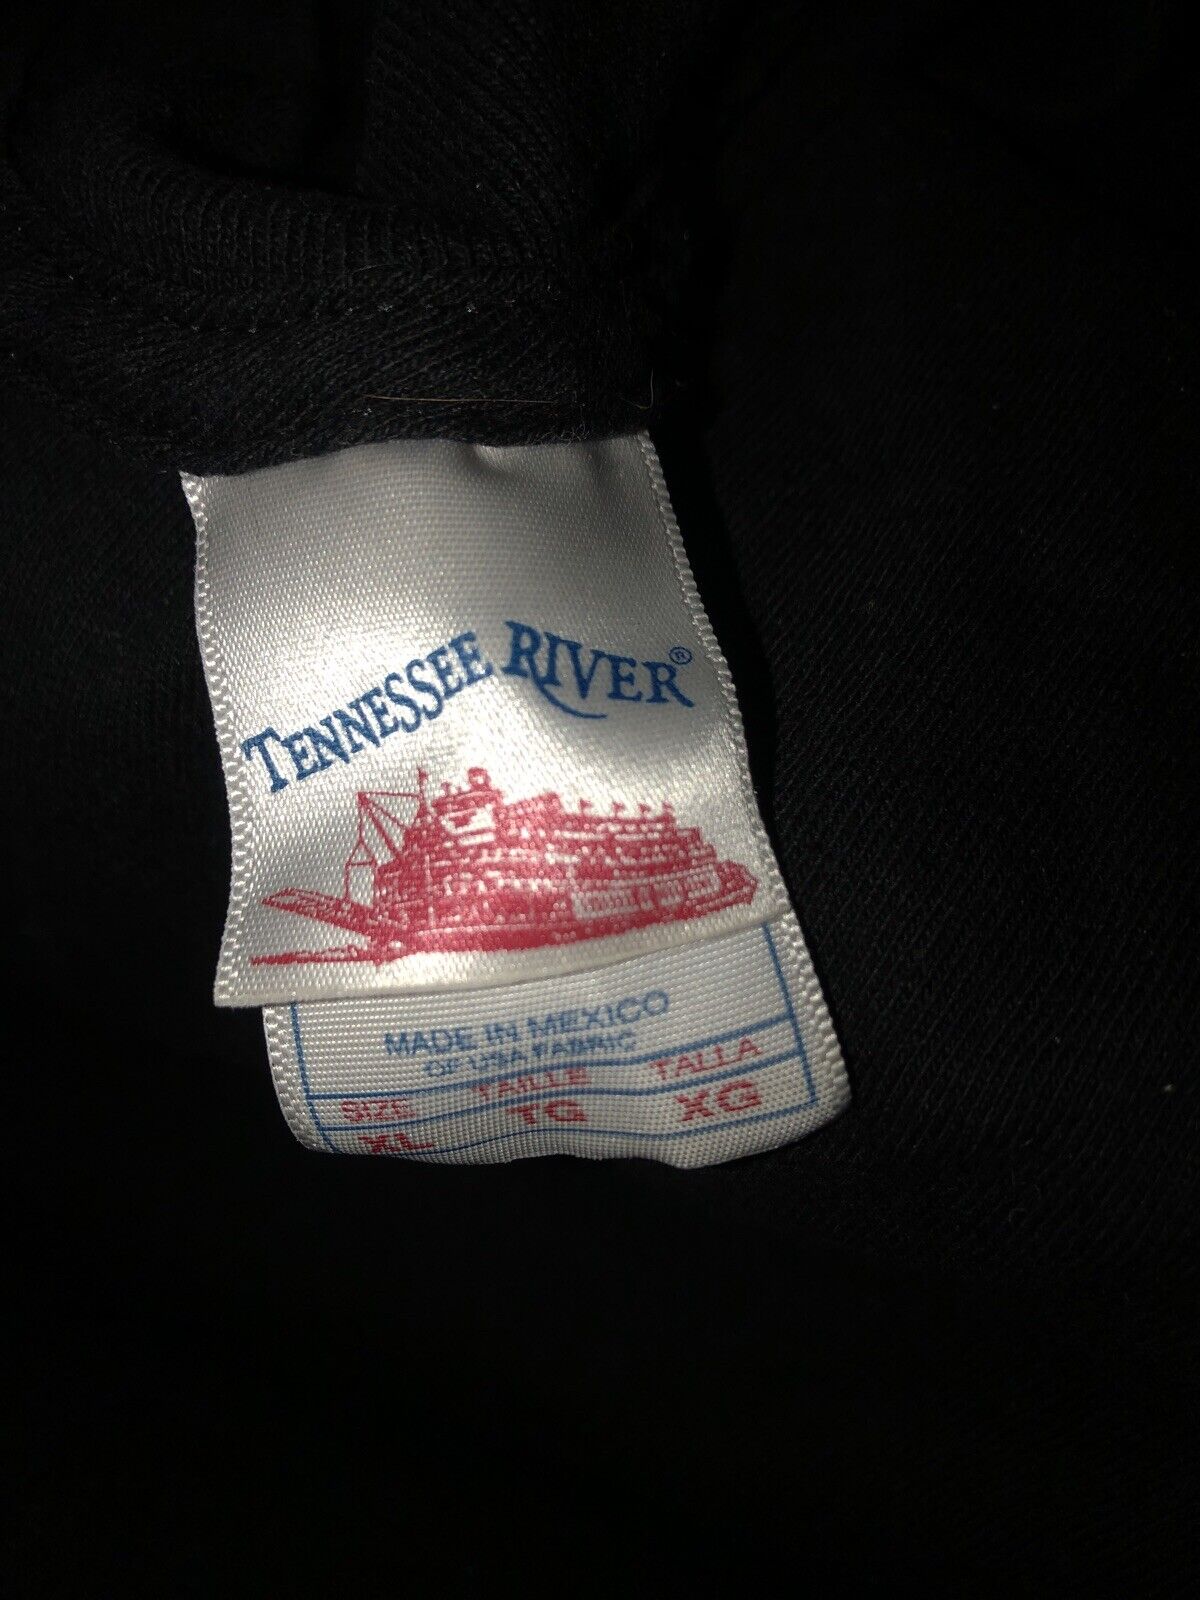 TENNESSEE RIVER®
MADE IN MEXICO
OF USA FABRIC
SIZE TAILLE TALLA
XL TG XG